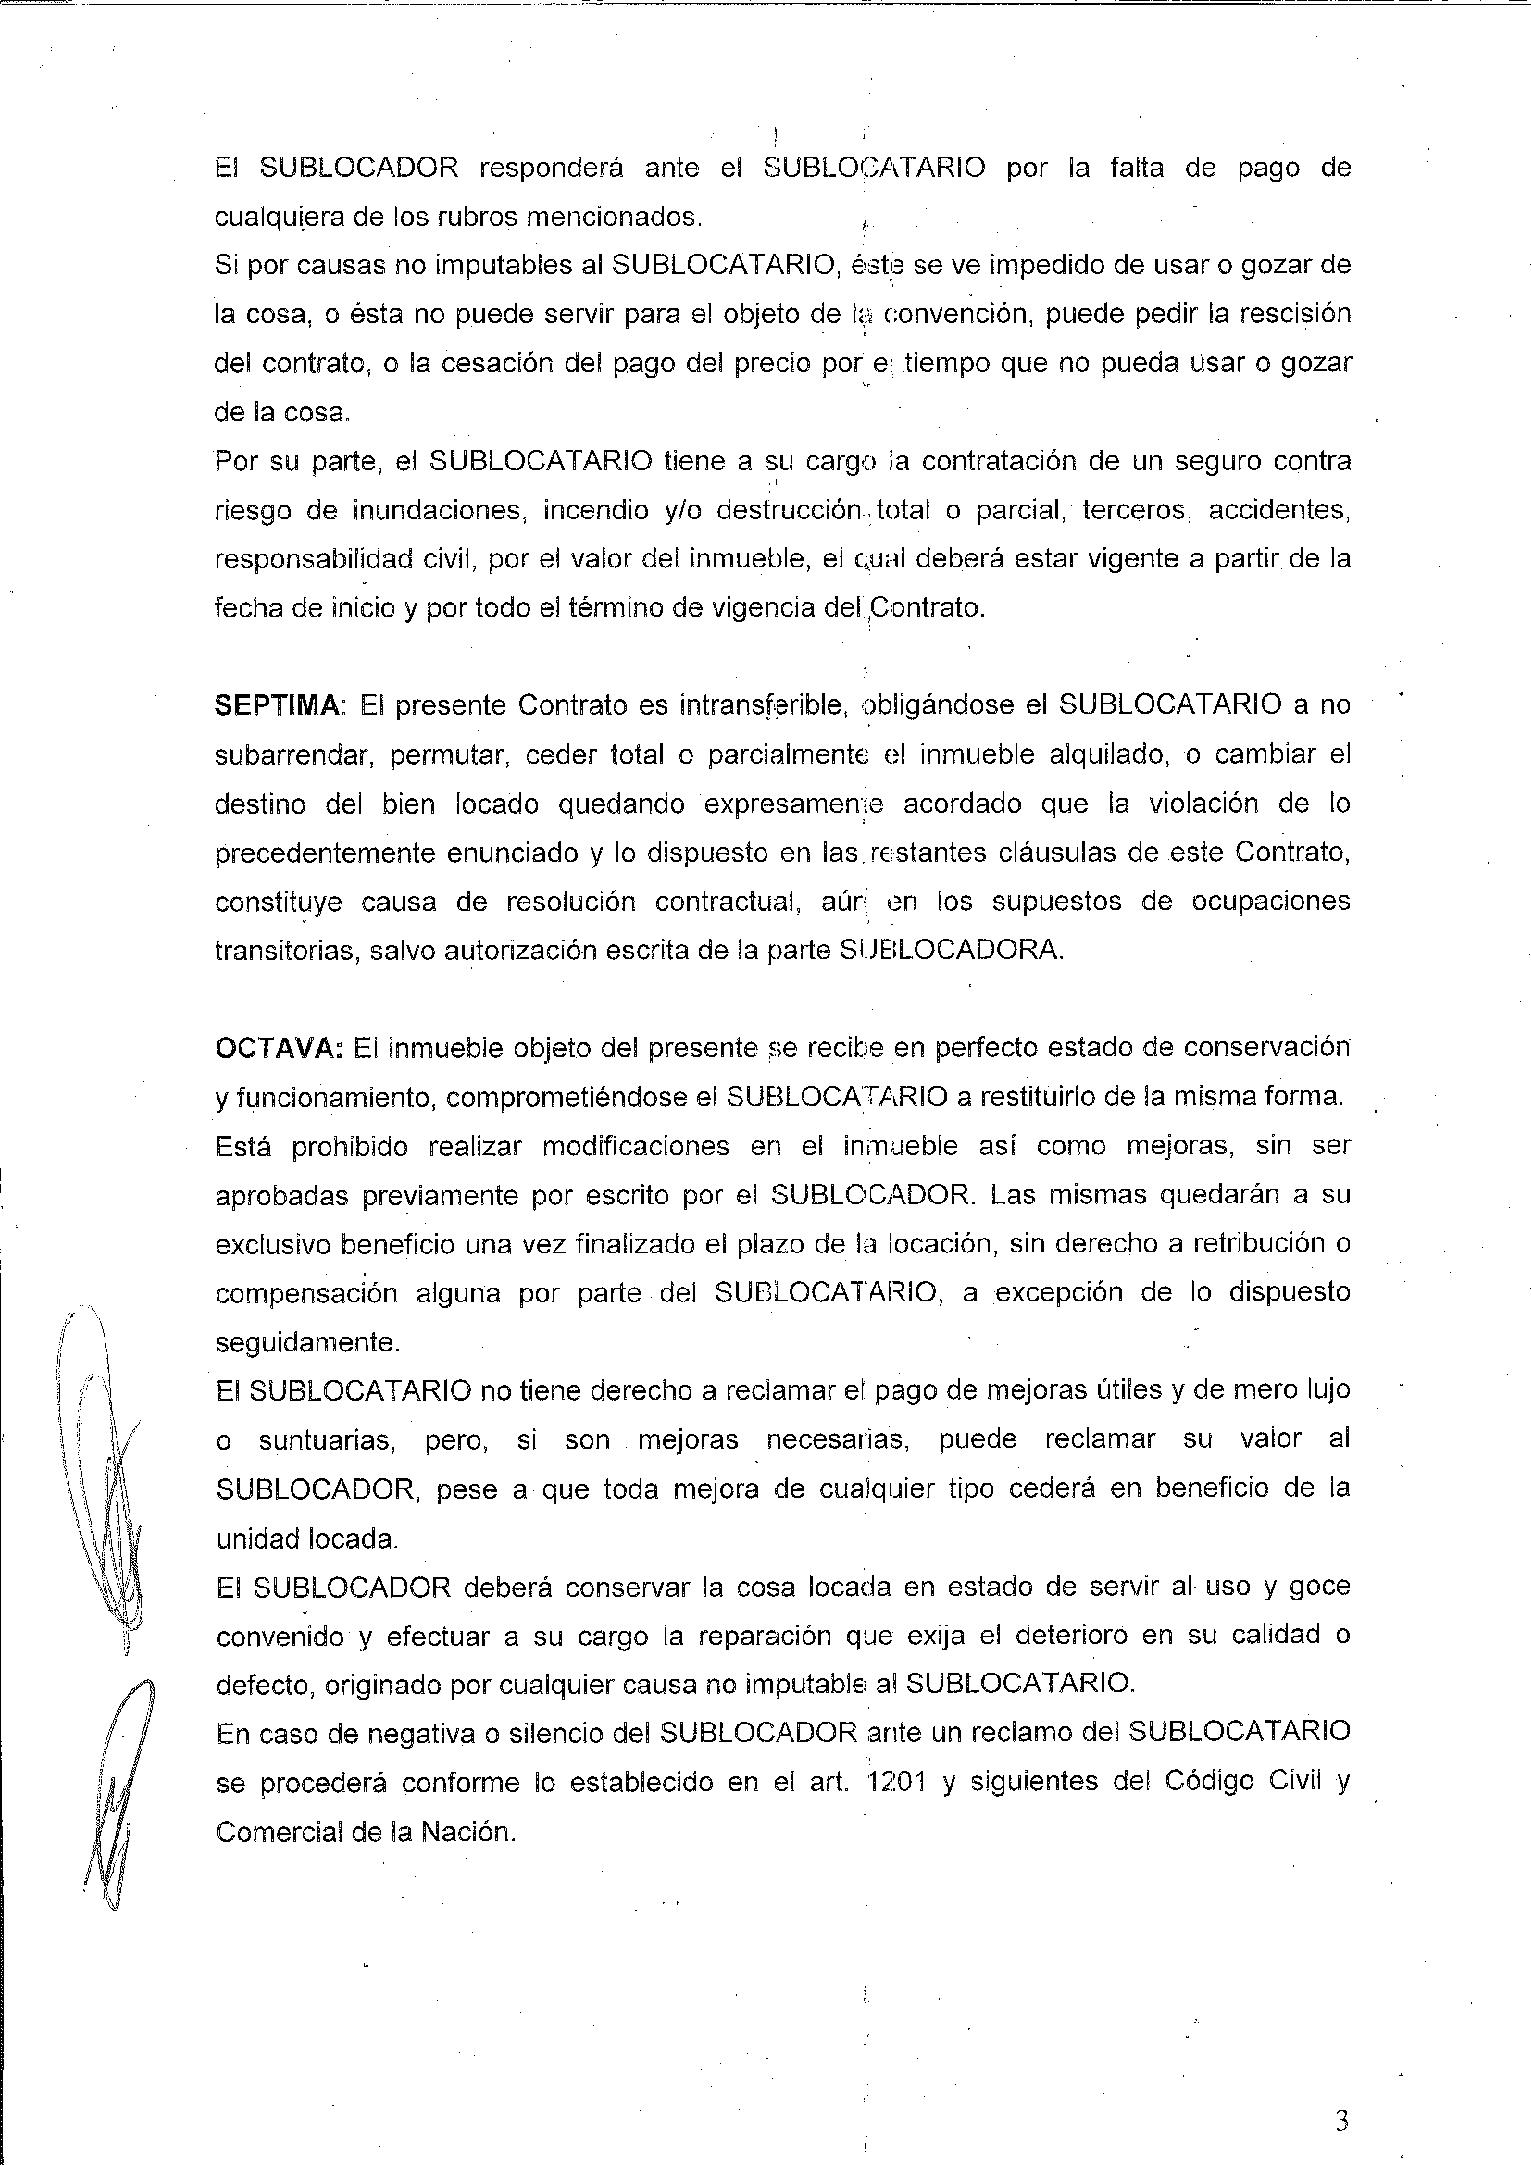 El SUBLOCADOR responderá ante el SUBLOCATARIO por la falta de pago de
cualquiera de los rubros mencionados.
Si por causas no imputables al SUBLOCATARIO, éste se ve impedido de usar o gozar de
la cosa, o ésta no puede servir para el objeto de la convención, puede pedir la rescisión
del contrato, o la cesación del pago del precio por el tiempo que no pueda usar o gozar
de la cosa.
Por su parte, el SUBLOCATARIO tiene a su cargo la contratación de un seguro contra
riesgo de inundaciones, incendio y/o destrucción total o parcial, terceros, accidentes,
responsabilidad civil, por el valor del inmueble, el cual deberá estar vigente a partir de la
fecha de inicio y por todo el término de vigencia del Contrato.
SEPTIMA: El presente Contrato es intransferible, obligándose el SUBLOCATARIO a no
subarrendar, permutar, ceder total o parcialmente el inmueble alquilado, o cambiar el
destino del bien locado quedando expresamente acordado que la violación de lo
precedentemente enunciado y lo dispuesto en las restantes cláusulas de este Contrato,
constituye causa de resolución contractual, aún en los supuestos de ocupaciones
transitorias, salvo autorización escrita de la parte SUBLOCADORA.
OCTAVA: El inmueble objeto del presente se recibe en perfecto estado de conservación
y funcionamiento, comprometiéndose el SUBLOCATARIO a restituirlo de la misma forma.
Está prohibido realizar modificaciones en el inmueble así como mejoras, sin ser
aprobadas previamente por escrito por el SUBLOCADOR. Las mismas quedarán a su
exclusivo beneficio una vez finalizado el plazo de la locación, sin derecho a retribución o
compensación alguna por parte del SUBLOCATARIO, a excepción de lo dispuesto
seguidamente.
El SUBLOCATARIO no tiene derecho a reclamar el pago de mejoras útiles y de mero lujo
o suntuarias, pero, si son mejoras necesarias, puede reclamar su valor al
SUBLOCADOR, pese a que toda mejora de cualquier tipo cederá en beneficio de la
unidad locada.
El SUBLOCADOR deberá conservar la cosa locada en estado de servir al uso y goce
convenido y efectuar a su cargo la reparación que exija el deterioro en su calidad o
defecto, originado por cualquier causa no imputable al SUBLOCATARIO.
En caso de negativa o silencio del SUBLOCADOR ante un reclamo del SUBLOCATARIO
se procederá conforme lo establecido en el art. 1201 y siguientes del Código Civil y
Comercial de la Nación.
3